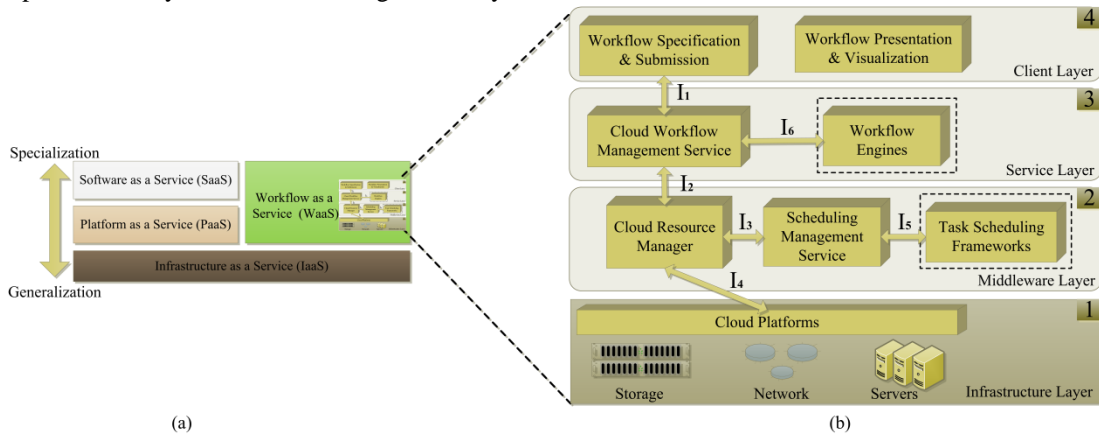 Specialization
Software as a Service (SaaS)
Platform as a Service (PaaS)
Workflow as a
Service (WaaS)
Infrastructure as a Service (IaaS)
Generalization
(a)
4
Workflow Specification
& Submission
Workflow Presentation
& Visualization
Client Layer
I1
3
Cloud Workflow
Management Service
I6
Workflow
Engines
Service Layer
I2
2
Cloud Resource
Manager
I3
Scheduling
Management
Service
I5
Task Scheduling
Frameworks
Middleware Layer
I4
1
Cloud Platforms
Storage
Network
Servers
Infrastructure Layer
(b)